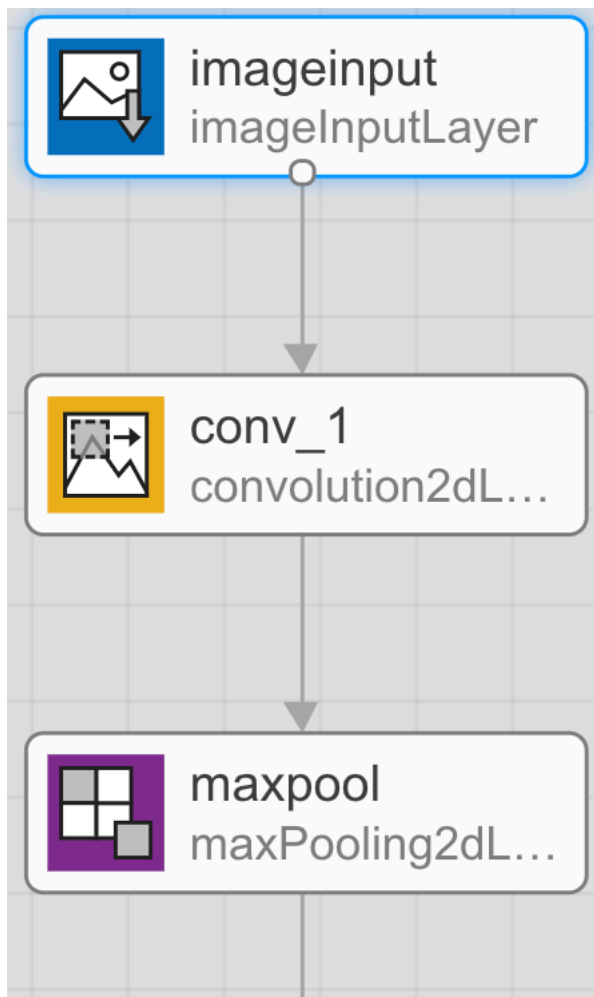 imageinput
imageInputLayer
conv_1
convolution2dL...
maxpool
maxPooling2dL...